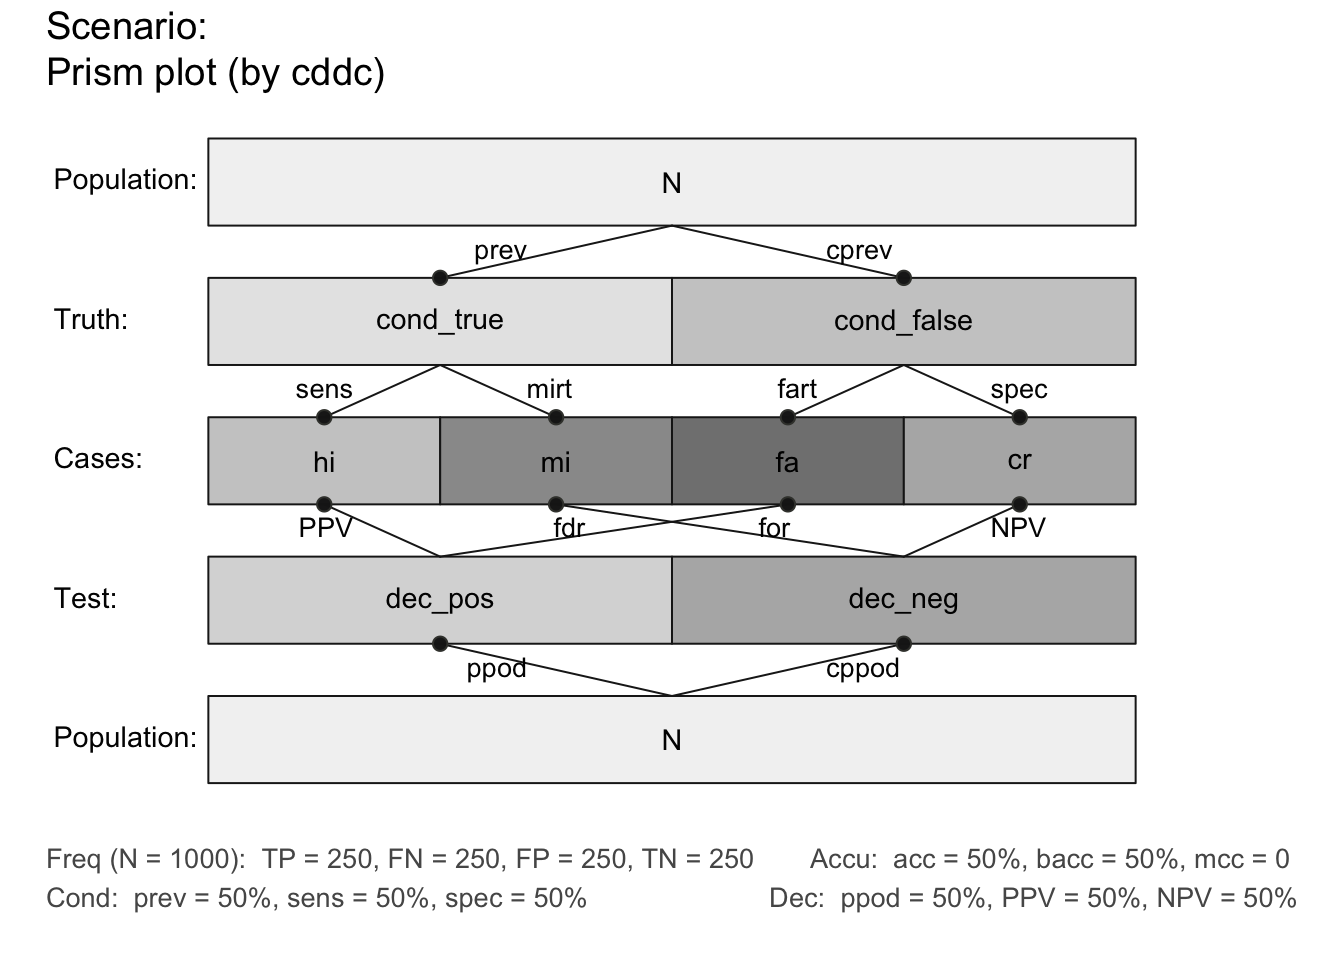 Scenario:
Prism plot (by cddc)
Population:
N
prev
cprev
Truth:
cond_true
cond_false
sens
mirt
fart
spec
Cases:
hi
mi
fa
cr
PPV
fdr
for
NPV
Test:
dec_pos
dec_neg
ppod
cppod
Population:
N
Freq (N = 1000):  TP = 250, FN = 250, FP = 250, TN = 250
Accu:  acc = 50%, bacc = 50%, mcc = 0
Cond:  prev = 50%, sens = 50%, spec = 50%
Dec:  ppod = 50%, PPV = 50%, NPV = 50%